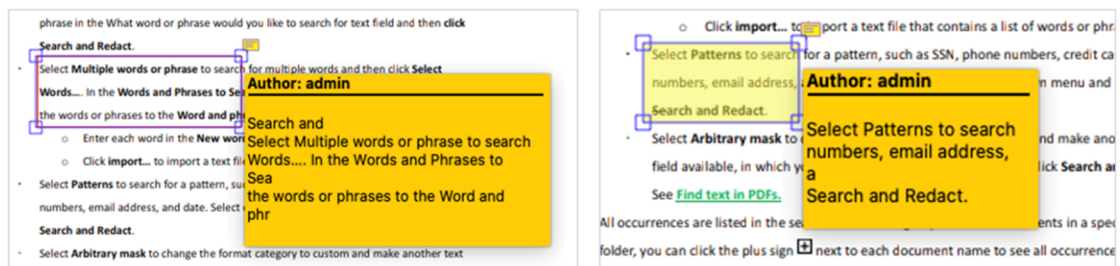 phrase in the What word or phrase would you like to search for text field and then click
Search and Redact.
Select Multiple words or phrase to search for multiple words and then click Select
Words.... In the Words and Phrases to Se
the words or phrases to the Word and ph
Enter each word in the New wor
Click import... to import a text fil
Select Patterns to search for a pattern, su
numbers, email address, and date. Select
Search and Redact.
Select Arbitrary mask to change the format category to custom and make another text
Author: admin
Search and
Select Multiple words or phrase to search
Words.... In the Words and Phrases to
Sea
the words or phrases to the Word and
phr
Click import... to port a text file that contains a list of words or phr
Select Patterns to search for a pattern, such as SSN, phone numbers, credit ca
numbers, email address, m menu and
Search and Redact.
Select Arbitrary mask to nd make ano
field available, in which y lick Search a
See Find text in PDFs.
All occurrences are listed in the sea ents in a spec
folder, you can click the plus sign next to each document name to see all occurrence
Author: admin
Select Patterns to search
numbers, email address,
a
Search and Redact.